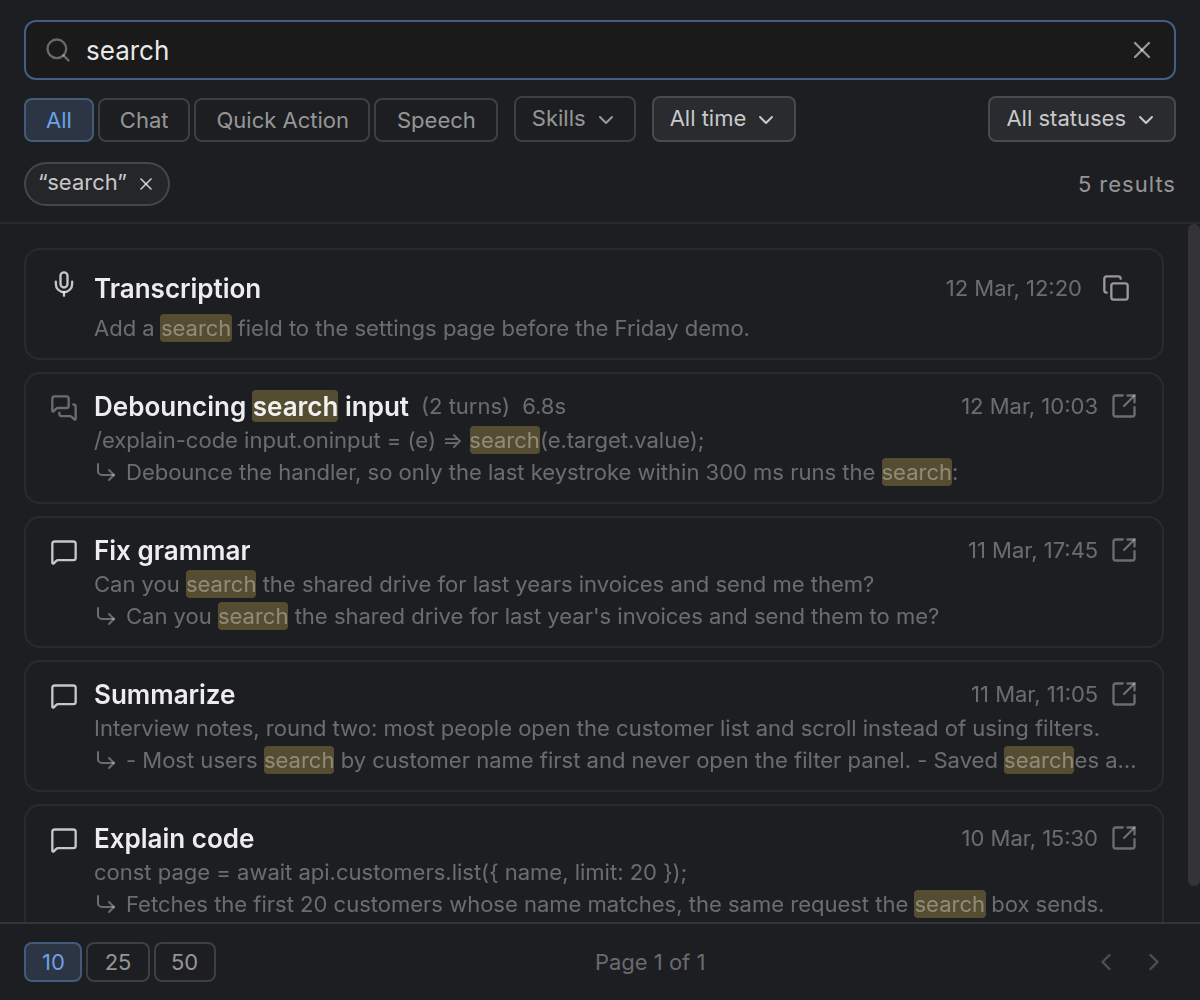 search
All Chat Quick Action Speech Skills All time All statuses
“search” 5 results
Transcription 12 Mar, 12:20
Add a search field to the settings page before the Friday demo.
Debouncing search input (2 turns) 6.8s 12 Mar, 10:03
/explain-code input.oninput = (e) => search(e.target.value);
↳ Debounce the handler, so only the last keystroke within 300 ms runs the search:
Fix grammar 11 Mar, 17:45
Can you search the shared drive for last years invoices and send me them?
↳ Can you search the shared drive for last year's invoices and send them to me?
Summarize 11 Mar, 11:05
Interview notes, round two: most people open the customer list and scroll instead of using filters.
↳ - Most users search by customer name first and never open the filter panel. - Saved searches a...
Explain code 10 Mar, 15:30
const page = await api.customers.list({ name, limit: 20 });
↳ Fetches the first 20 customers whose name matches, the same request the search box sends.
10 25 50 Page 1 of 1